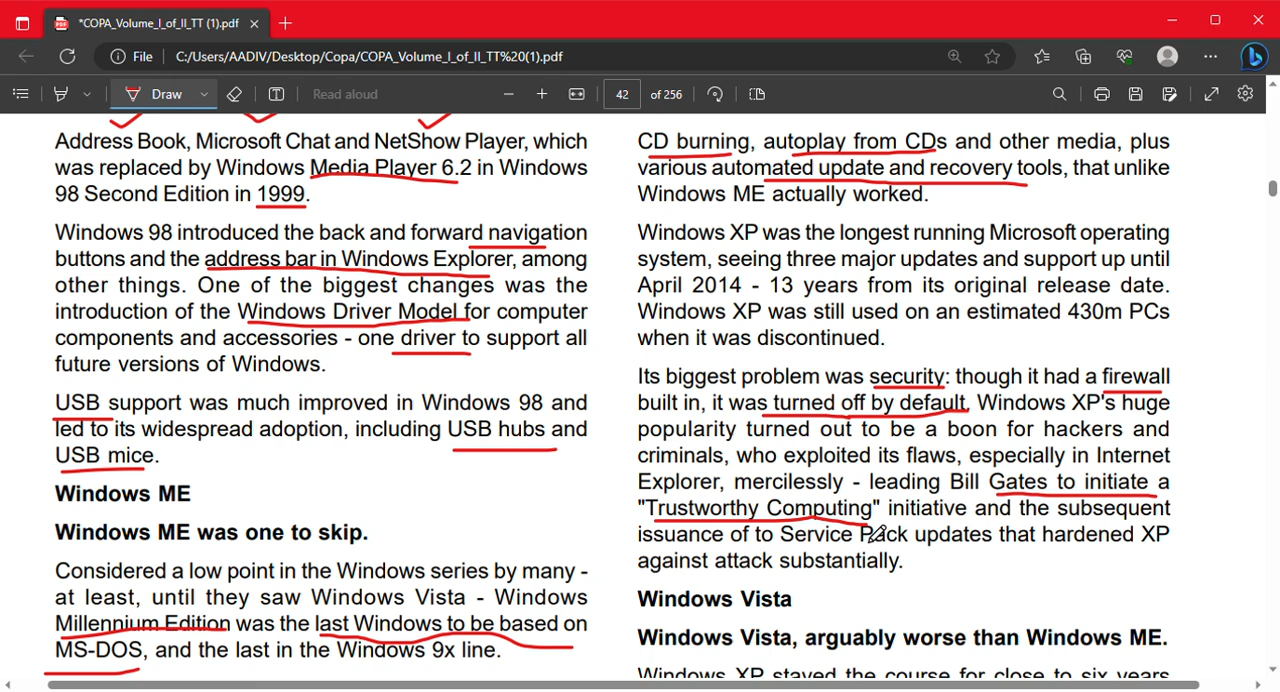 *COPA_Volume_I_of_II_TT (1).pdf
File
C:/Users/AADIV/Desktop/Copa/COPA_Volume_I_of_II_TT%20(1).pdf
Draw
Read aloud
42
of 256
Address Book, Microsoft Chat and NetShow Player, which
was replaced by Windows Media Player 6.2 in Windows
98 Second Edition in 1999.
Windows 98 introduced the back and forward navigation
buttons and the address bar in Windows Explorer, among
other things. One of the biggest changes was the
introduction of the Windows Driver Model for computer
components and accessories - one driver to support all
future versions of Windows.
USB support was much improved in Windows 98 and
led to its widespread adoption, including USB hubs and
USB mice.
Windows ME
Windows ME was one to skip.
Considered a low point in the Windows series by many -
at least, until they saw Windows Vista - Windows
Millennium Edition was the last Windows to be based on
MS-DOS, and the last in the Windows 9x line.
CD burning, autoplay from CDs and other media, plus
various automated update and recovery tools, that unlike
Windows ME actually worked.
Windows XP was the longest running Microsoft operating
system, seeing three major updates and support up until
April 2014 - 13 years from its original release date.
Windows XP was still used on an estimated 430m PCs
when it was discontinued.
Its biggest problem was security: though it had a firewall
built in, it was turned off by default. Windows XP's huge
popularity turned out to be a boon for hackers and
criminals, who exploited its flaws, especially in Internet
Explorer, mercilessly - leading Bill Gates to initiate a
"Trustworthy Computing" initiative and the subsequent
issuance of to Service Pack updates that hardened XP
against attack substantially.
Windows Vista
Windows Vista, arguably worse than Windows ME.
Windows XP stayed the course for close to six years